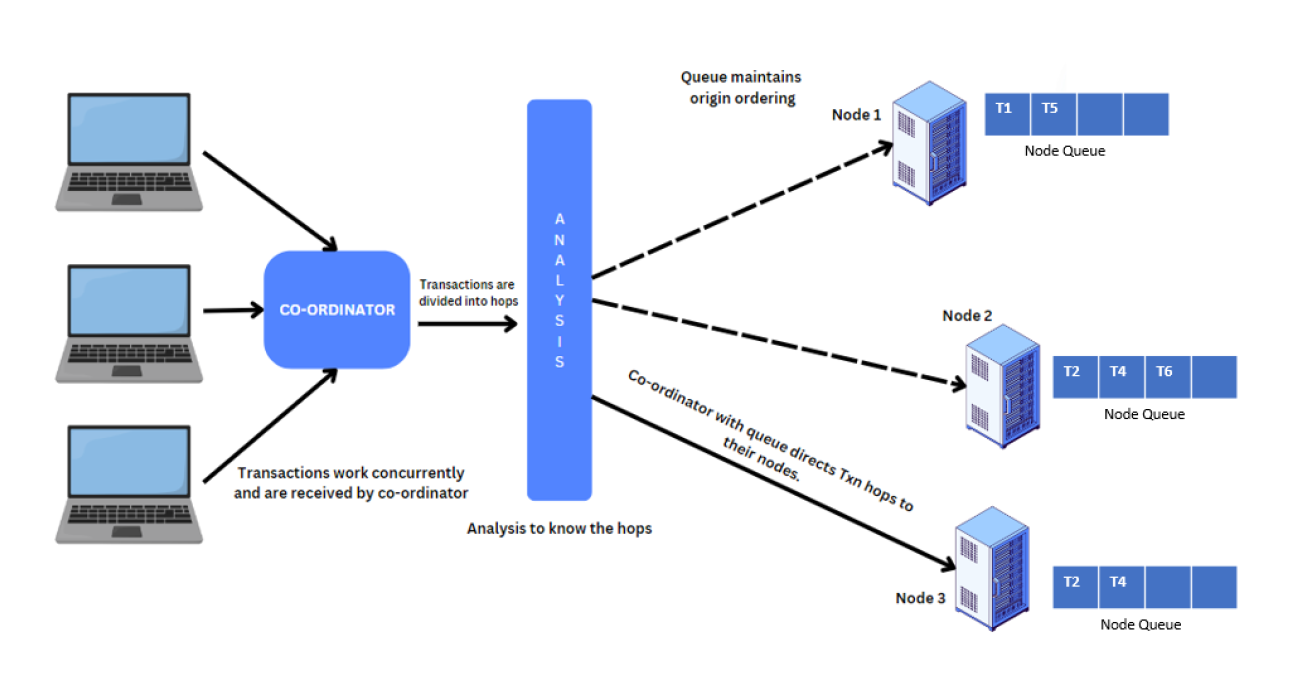 Queue maintains
origin ordering
Node 1
T1 T5
Node Queue
CO-ORDINATOR
Transactions are
divided into hops
ANALYSIS
Node 2
T2 T4 T6
Node Queue
Co-ordinator with queue directs Txn hops to
their nodes.
Transactions work concurrently
and are received by co-ordinator
Analysis to know the hops
Node 3
T2 T4
Node Queue